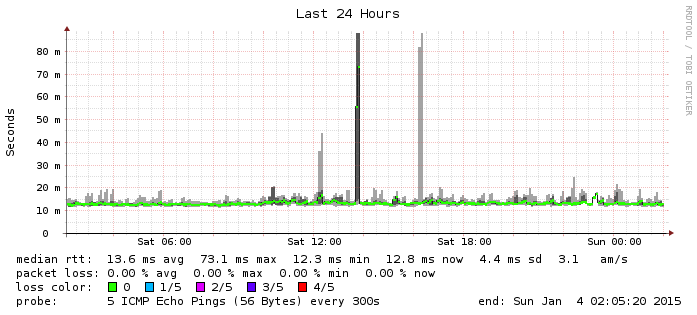 Last 24 Hours
RRDTOOL / TOBI OETIKER
Seconds
80 m
70 m
60 m
50 m
40 m
30 m
20 m
10 m
0
Sat 06:00 Sat 12:00 Sat 18:00 Sun 00:00
median rtt: 13.6 ms avg 73.1 ms max 12.3 ms min 12.8 ms now 4.4 ms sd 3.1 am/s
packet loss: 0.00 % avg 0.00 % max 0.00 % min 0.00 % now
loss color: 0 1/5 2/5 3/5 4/5
probe: 5 ICMP Echo Pings (56 Bytes) every 300s end: Sun Jan 4 02:05:20 2015